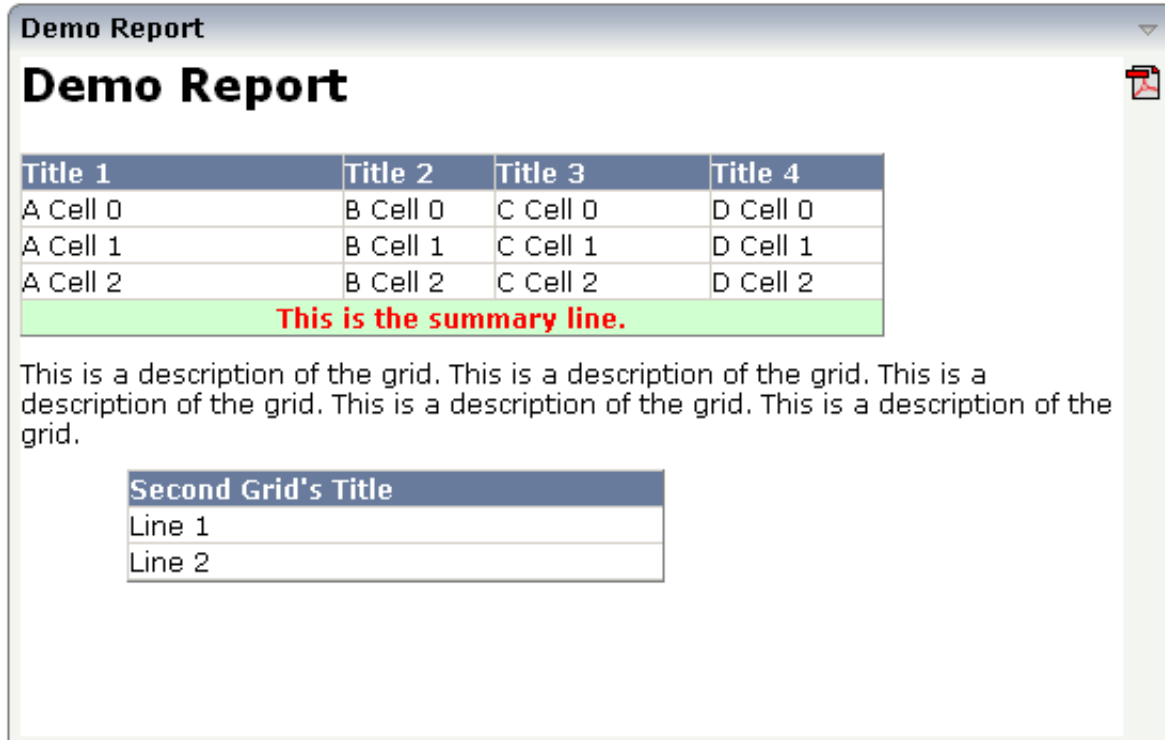 Demo Report
Demo Report
Title 1 Title 2 Title 3 Title 4
A Cell 0 B Cell 0 C Cell 0 D Cell 0
A Cell 1 B Cell 1 C Cell 1 D Cell 1
A Cell 2 B Cell 2 C Cell 2 D Cell 2
This is the summary line.
This is a description of the grid. This is a description of the grid. This is a
description of the grid. This is a description of the grid. This is a description of the
grid.
Second Grid's Title
Line 1
Line 2